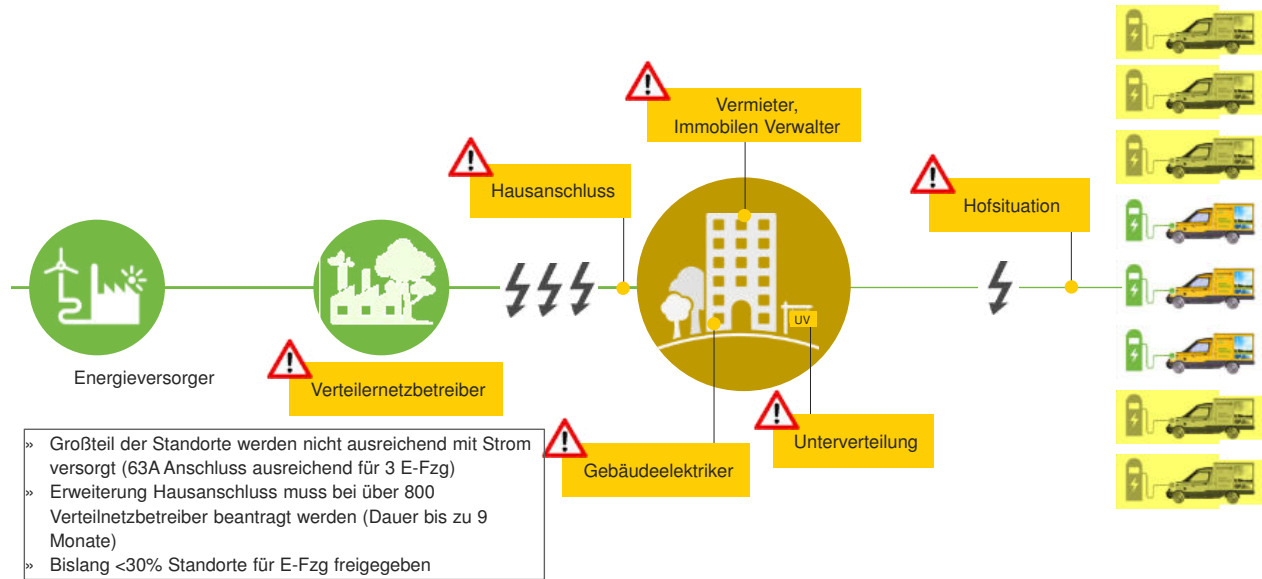 Vermieter,
Immobilen Verwalter
Hausanschluss
Hofsituation
UV
Energieversorger
Verteilernetzbetreiber
Unterverteilung
Gebäudeelektriker
» Großteil der Standorte werden nicht ausreichend mit Strom
versorgt (63A Anschluss ausreichend für 3 E-Fzg)
» Erweiterung Hausanschluss muss bei über 800
Verteilnetzbetreiber beantragt werden (Dauer bis zu 9
Monate)
» Bislang <30% Standorte für E-Fzg freigegeben